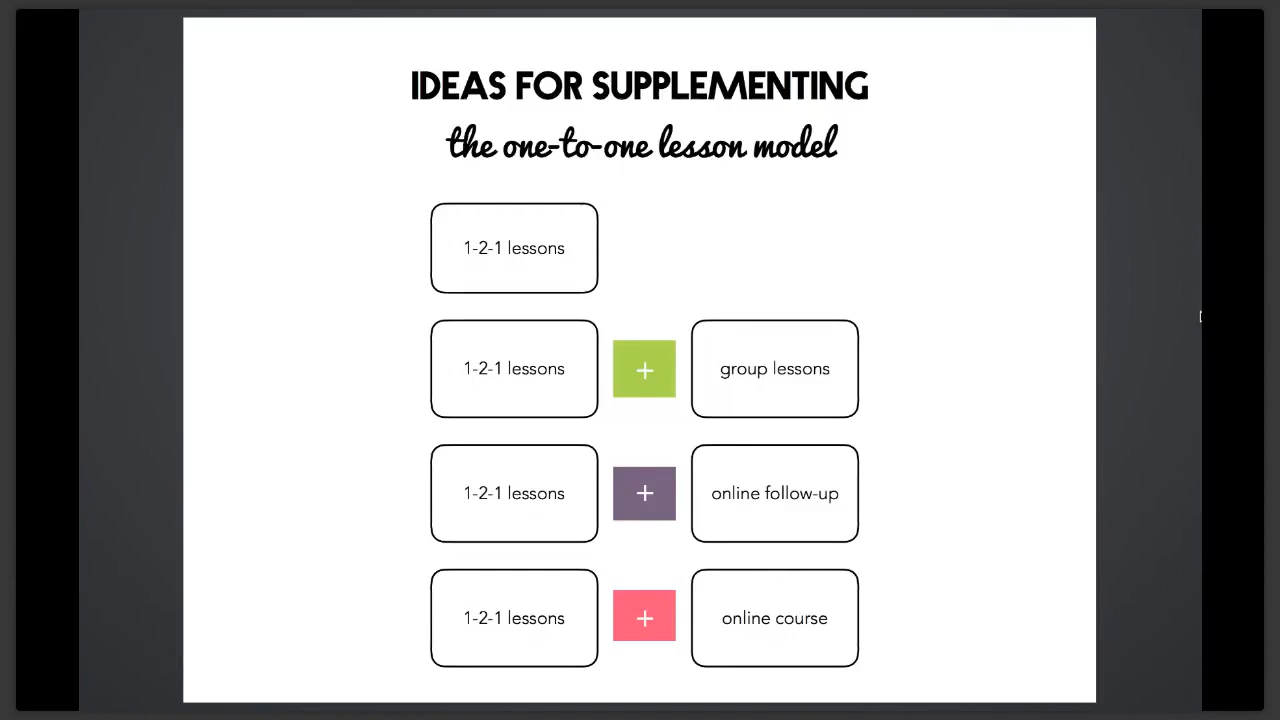 IDEAS FOR SUPPLEMENTING
the one-to-one lesson model
1-2-1 lessons
1-2-1 lessons + group lessons
1-2-1 lessons + online follow-up
1-2-1 lessons + online course